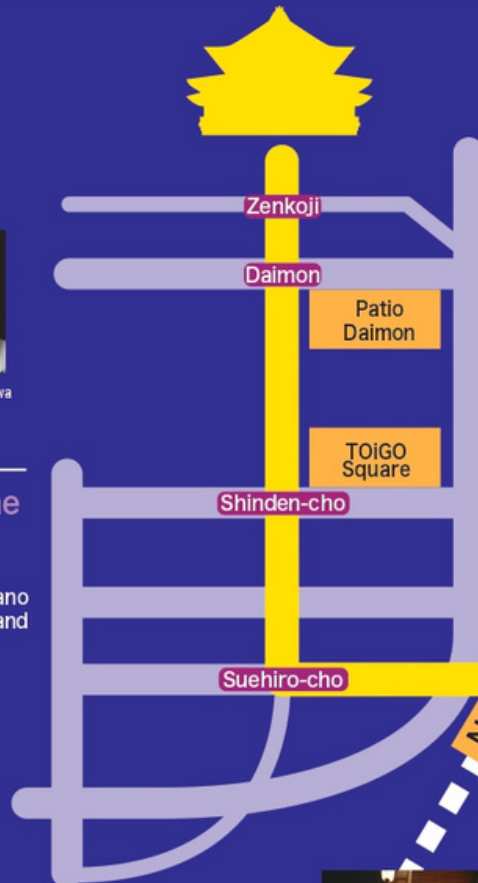 Zenkoji
Daimon
Patio
Daimon
TOiGO
Square
Shinden-cho
Suehiro-cho